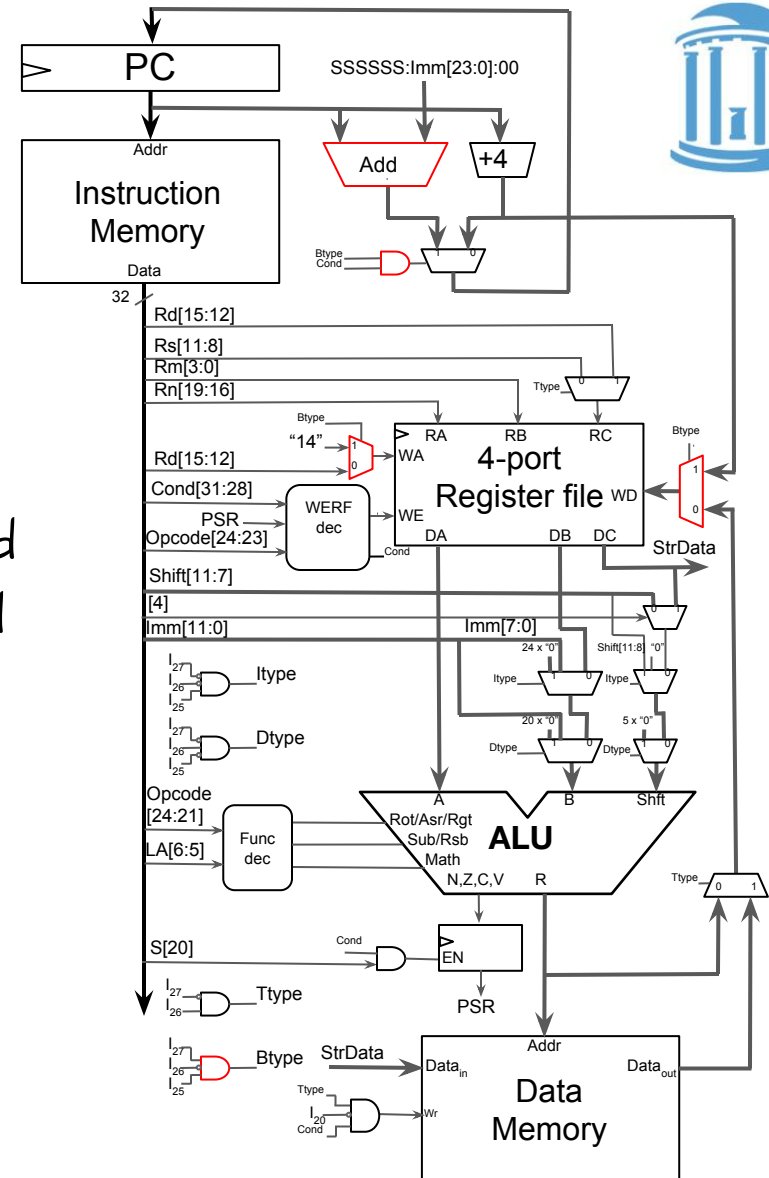 PC
SSSSSS:Imm[23:0]:00
Addr
Instruction
Memory
Data
Add
+4
1 0
Btype
Cond
32
Rd[15:12]
Rs[11:8]
Rm[3:0]
Rn[19:16]
Ttype
0 1
Btype
"14"
1
0
Rd[15:12]
RA RB RC
WA
4-port
Register file
WD
WE
DA DB DC
Btype
1
0
Cond[31:28]
PSR
Opcode[24:23]
WERF
dec
Cond
StrData
Shift[11:7]
[4]
Imm[11:0]
Imm[7:0]
0 1
24 x "0"
Shift[11:8] "0"
Itype
1 0
Itype
1 0
20 x "0"
5 x "0"
Dtype
1 0
Dtype
1 0
d
I27
I26
I25
Itype
I27
I26
I25
Dtype
Opcode
[24:21]
LA[6:5]
Func
dec
A B Shft
Rot/Asr/Rgt
Sub/Rsb
Math
ALU
N,Z,C,V R
Ttype
0 1
S[20]
Cond
EN
PSR
I27
I26
Ttype
I27
I26
I25
Btype
StrData
Ttype
I20
Cond
Addr
Datain
Dataout
Wr
Data
Memory